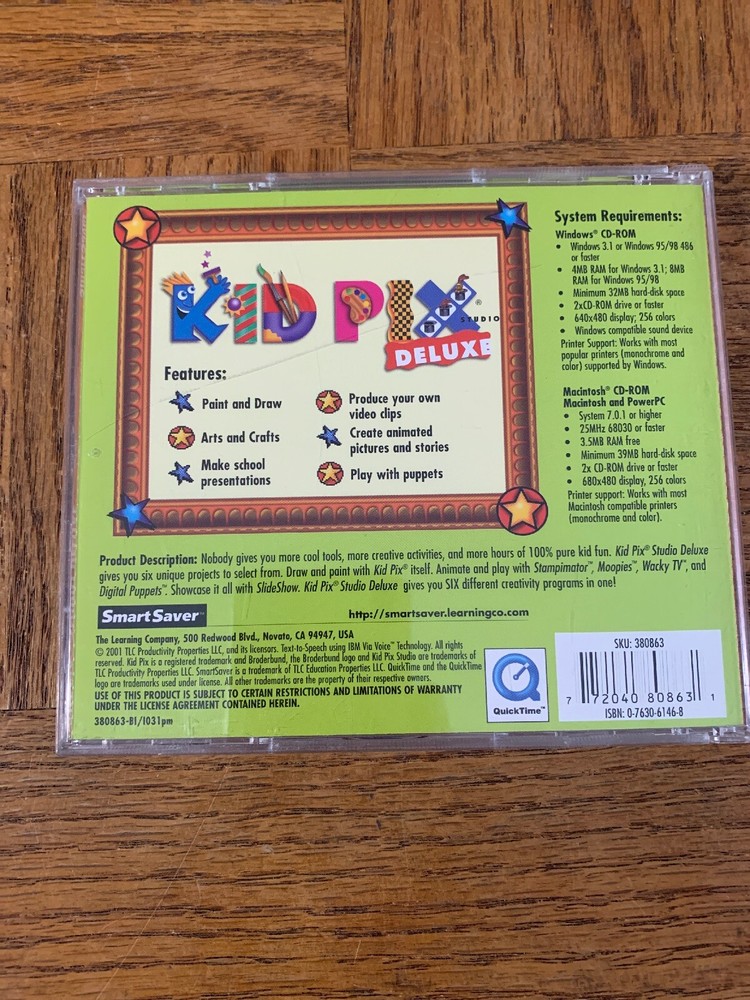 KID PIX®
STUDIO
DELUXE
Features:
Paint and Draw
Arts and Crafts
Make school
presentations
Produce your own
video clips
Create animated
pictures and stories
Play with puppets
System Requirements:
Windows® CD-ROM
• Windows 3.1 or Windows 95/98 486
or faster
• 4MB RAM for Windows 3.1; 8MB
RAM for Windows 95/98
• Minimum 32MB hard-disk space
• 2xCD-ROM drive or faster
• 640x480 display; 256 colors
• Windows compatible sound device
Printer Support: Works with most
popular printers (monochrome and
color) supported by Windows.
Macintosh® CD-ROM
Macintosh and PowerPC
• System 7.0.1 or higher
• 25MHz 68030 or faster
• 3.5MB RAM free
• Minimum 39MB hard-disk space
• 2x CD-ROM drive or faster
• 680x480 display, 256 colors
Printer support: Works with most
Macintosh compatible printers
(monochrome and color).
Product Description: Nobody gives you more cool tools, more creative activities, and more hours of 100% pure kid fun. Kid Pix® Studio Deluxe
gives you six unique projects to select from. Draw and paint with Kid Pix® itself. Animate and play with Stampimator™, Moopies™, Wacky TV™, and
Digital Puppets™. Showcase it all with SlideShow. Kid Pix® Studio Deluxe gives you SIX different creativity programs in one!
SmartSaver™
http://smartsaver.learningco.com
The Learning Company, 500 Redwood Blvd., Novato, CA 94947, USA
© 2001 TLC Productivity Properties LLC, and its licensors. Text-to-Speech using IBM Via Voice™ Technology. All rights
reserved. Kid Pix is a registered trademark and Broderbund, the Broderbund logo and Kid Pix Studio are trademarks of
TLC Productivity Properties LLC. SmartSaver is a trademark of TLC Education Properties LLC. QuickTime and the QuickTime
logo are trademarks used under license. All other trademarks are the property of their respective owners.
USE OF THIS PRODUCT IS SUBJECT TO CERTAIN RESTRICTIONS AND LIMITATIONS OF WARRANTY
UNDER THE LICENSE AGREEMENT CONTAINED HEREIN.
380863-BI/1031pm
QuickTime™
SKU: 380863
7 72040 80863 1
ISBN: 0-7630-6146-8